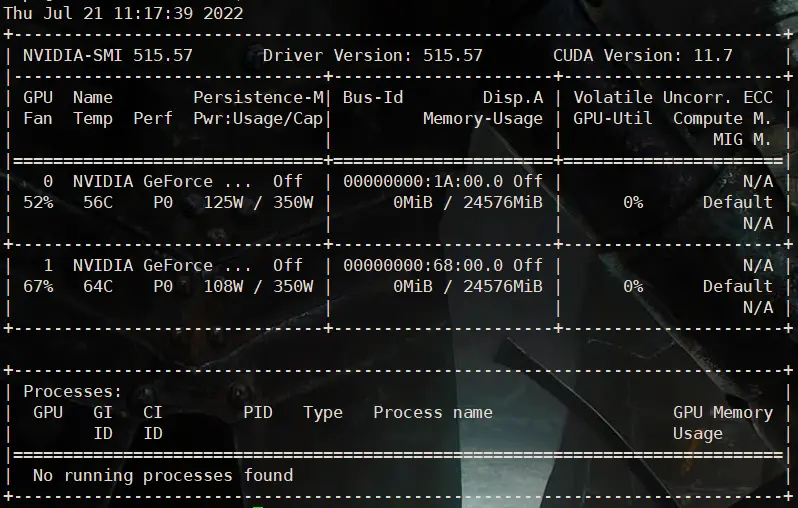 Thu Jul 21 11:17:39 2022
+-----------------------------------------------------------------------------+
| NVIDIA-SMI 515.57       Driver Version: 515.57       CUDA Version: 11.7     |
|-------------------------------+----------------------+----------------------+
| GPU  Name        Persistence-M| Bus-Id        Disp.A | Volatile Uncorr. ECC |
| Fan  Temp  Perf  Pwr:Usage/Cap|         Memory-Usage | GPU-Util  Compute M. |
|                               |                      |               MIG M. |
|===============================+======================+======================|
|   0  NVIDIA GeForce ...  Off  | 00000000:1A:00.0 Off |                  N/A |
| 52%   56C    P0   125W / 350W |      0MiB / 24576MiB |      0%      Default |
|                               |                      |                  N/A |
+-------------------------------+----------------------+----------------------+
|   1  NVIDIA GeForce ...  Off  | 00000000:68:00.0 Off |                  N/A |
| 67%   64C    P0   108W / 350W |      0MiB / 24576MiB |      0%      Default |
|                               |                      |                  N/A |
+-------------------------------+----------------------+----------------------+

+-----------------------------------------------------------------------------+
| Processes:                                                                  |
|  GPU   GI   CI        PID   Type   Process name                  GPU Memory |
|        ID   ID                                                   Usage      |
|=============================================================================|
|  No running processes found                                                 |
+-----------------------------------------------------------------------------+